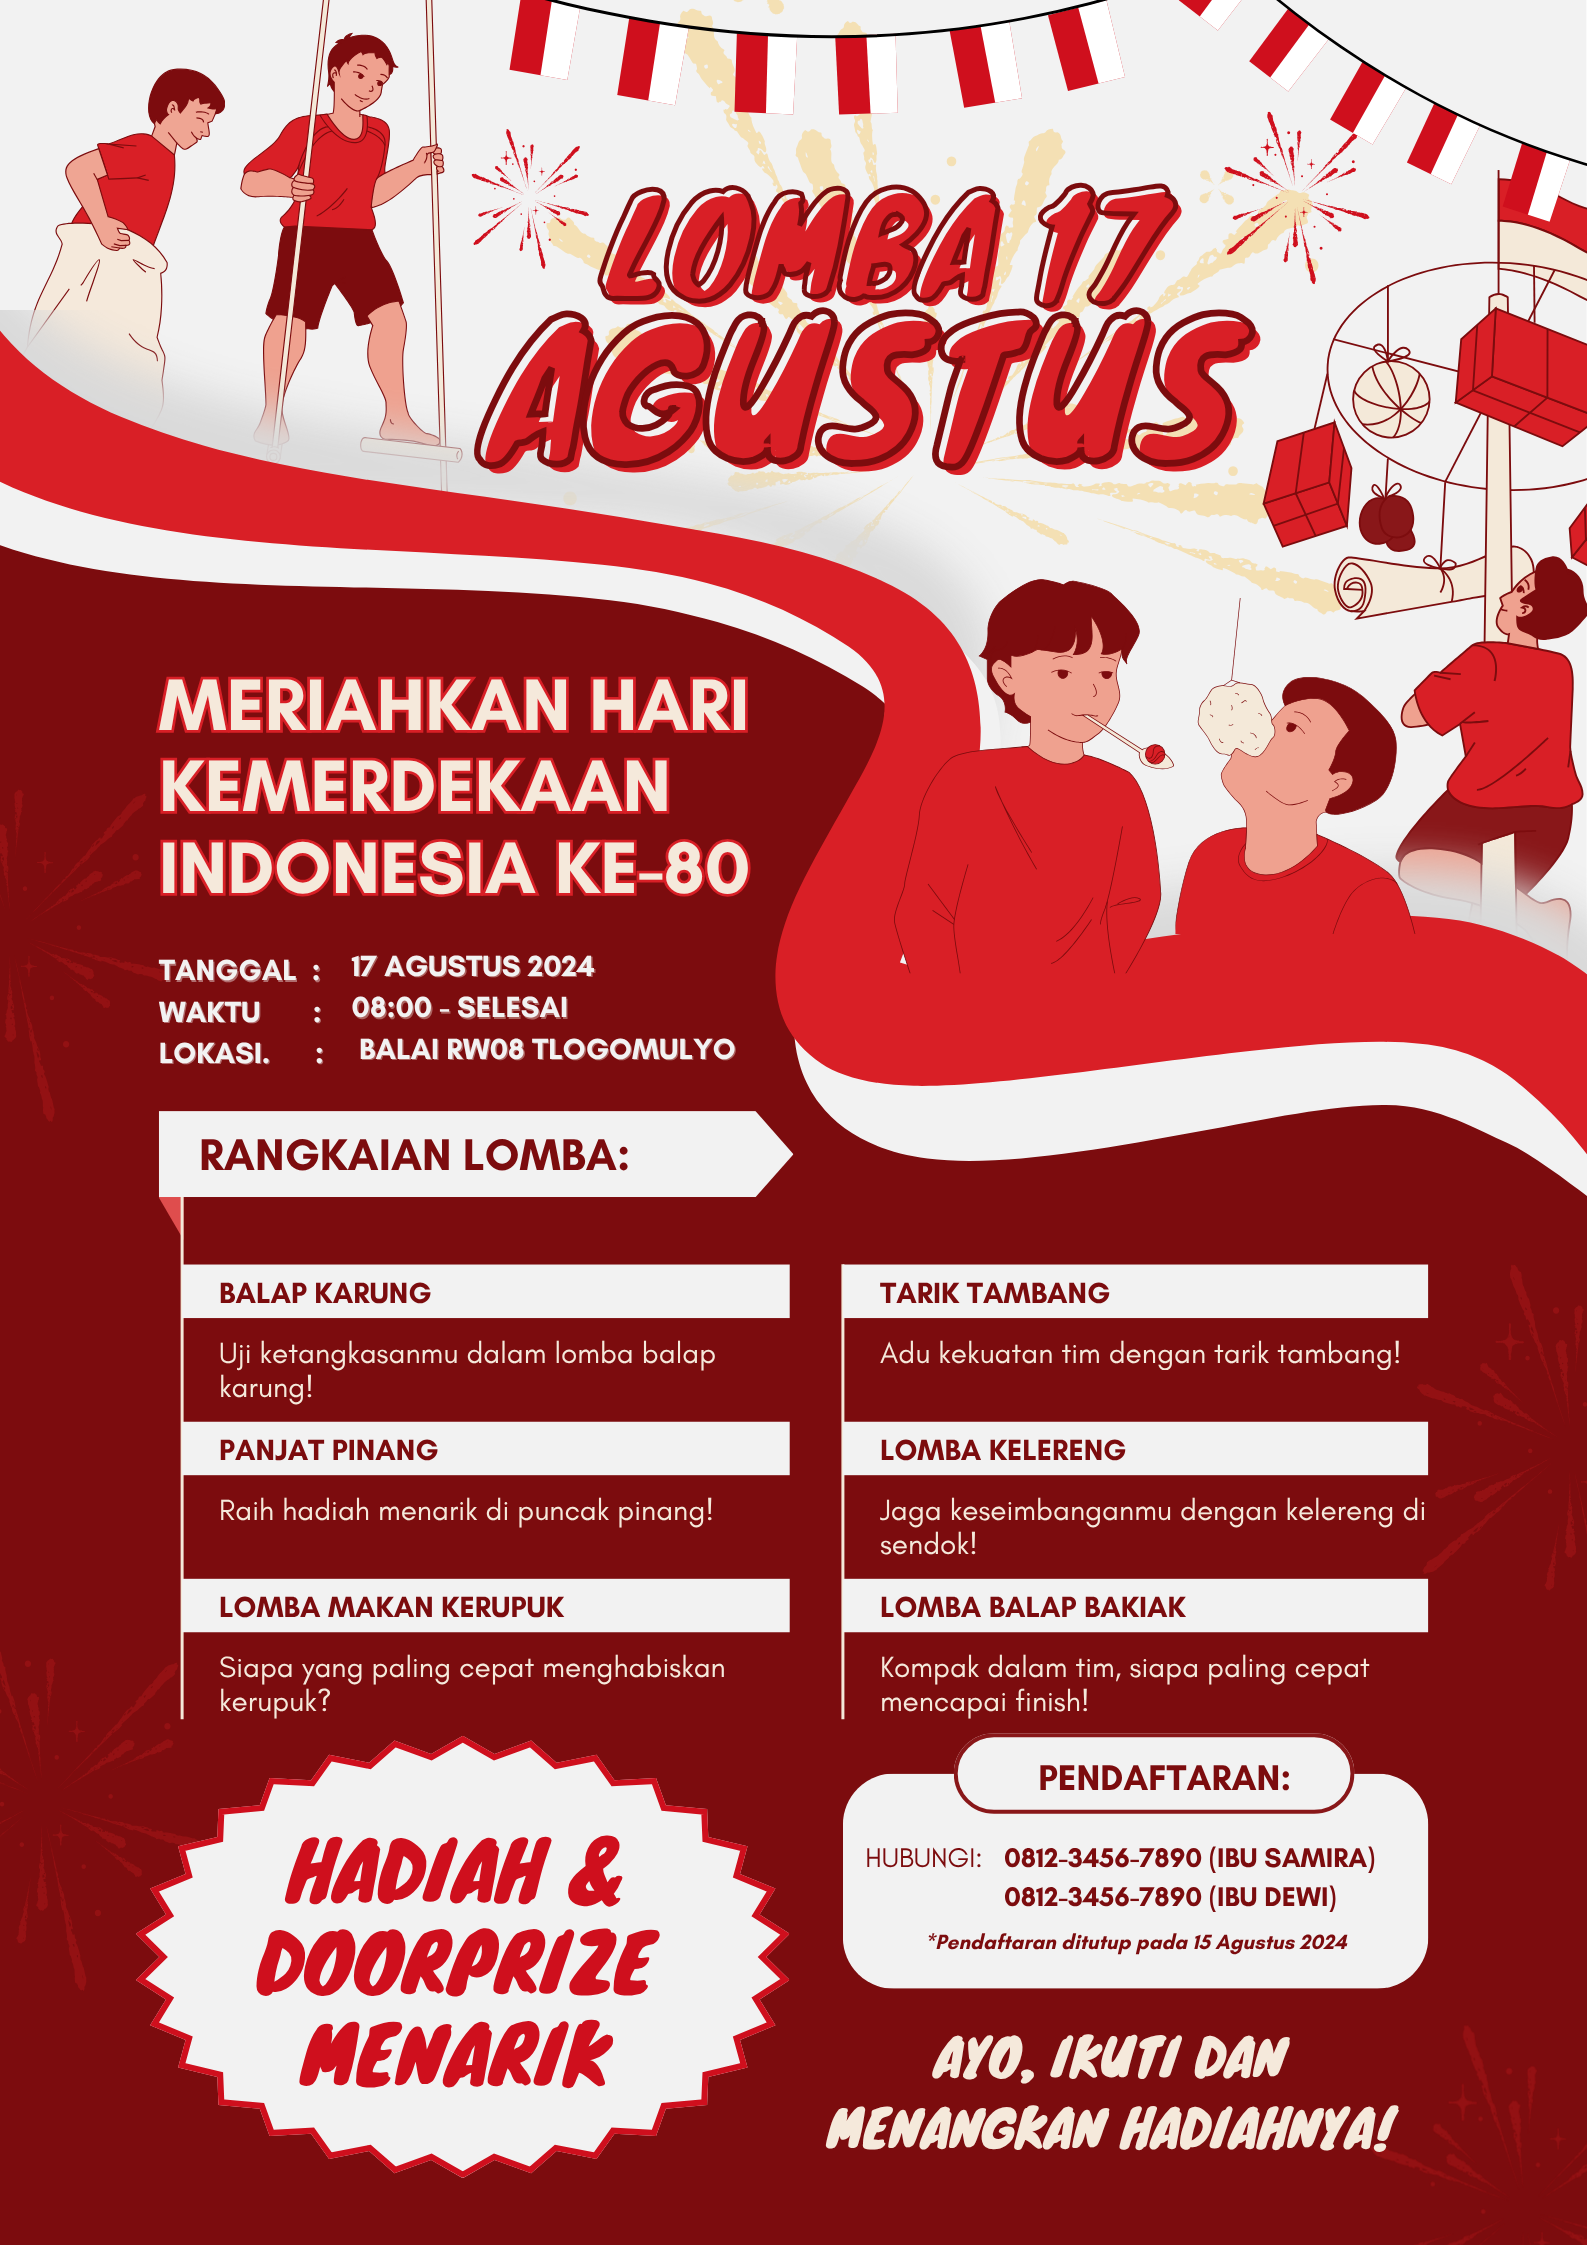 LOMBA 17
AGUSTUS
MERIAHKAN HARI
KEMERDEKAAN
INDONESIA KE-80
TANGGAL : 17 AGUSTUS 2024
WAKTU : 08:00 - SELESAI
LOKASI. : BALAI RW08 TLOGOMULYO
RANGKAIAN LOMBA:
BALAP KARUNG
Uji ketangkasanmu dalam lomba balap
karung!
PANJAT PINANG
Raih hadiah menarik di puncak pinang!
LOMBA MAKAN KERUPUK
Siapa yang paling cepat menghabiskan
kerupuk?
TARIK TAMBANG
Adu kekuatan tim dengan tarik tambang!
LOMBA KELERENG
Jaga keseimbanganmu dengan kelereng di
sendok!
LOMBA BALAP BAKIAK
Kompak dalam tim, siapa paling cepat
mencapai finish!
HADIAH &
DOORPRIZE
MENARIK
PENDAFTARAN:
HUBUNGI: 0812-3456-7890 (IBU SAMIRA)
0812-3456-7890 (IBU DEWI)
*Pendaftaran ditutup pada 15 Agustus 2024
AYO, IKUTI DAN
MENANGKAN HADIAHNYA!